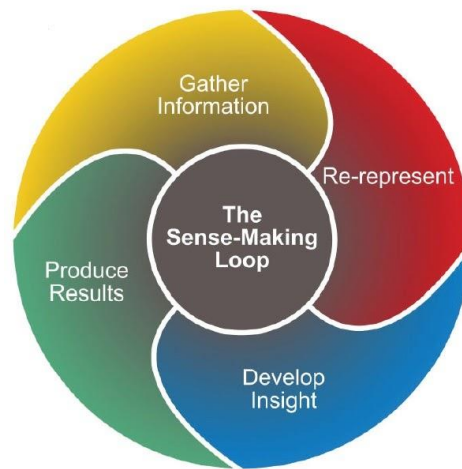 Gather
Information
Re-represent
The
Sense-Making
Loop
Produce
Results
Develop
Insight